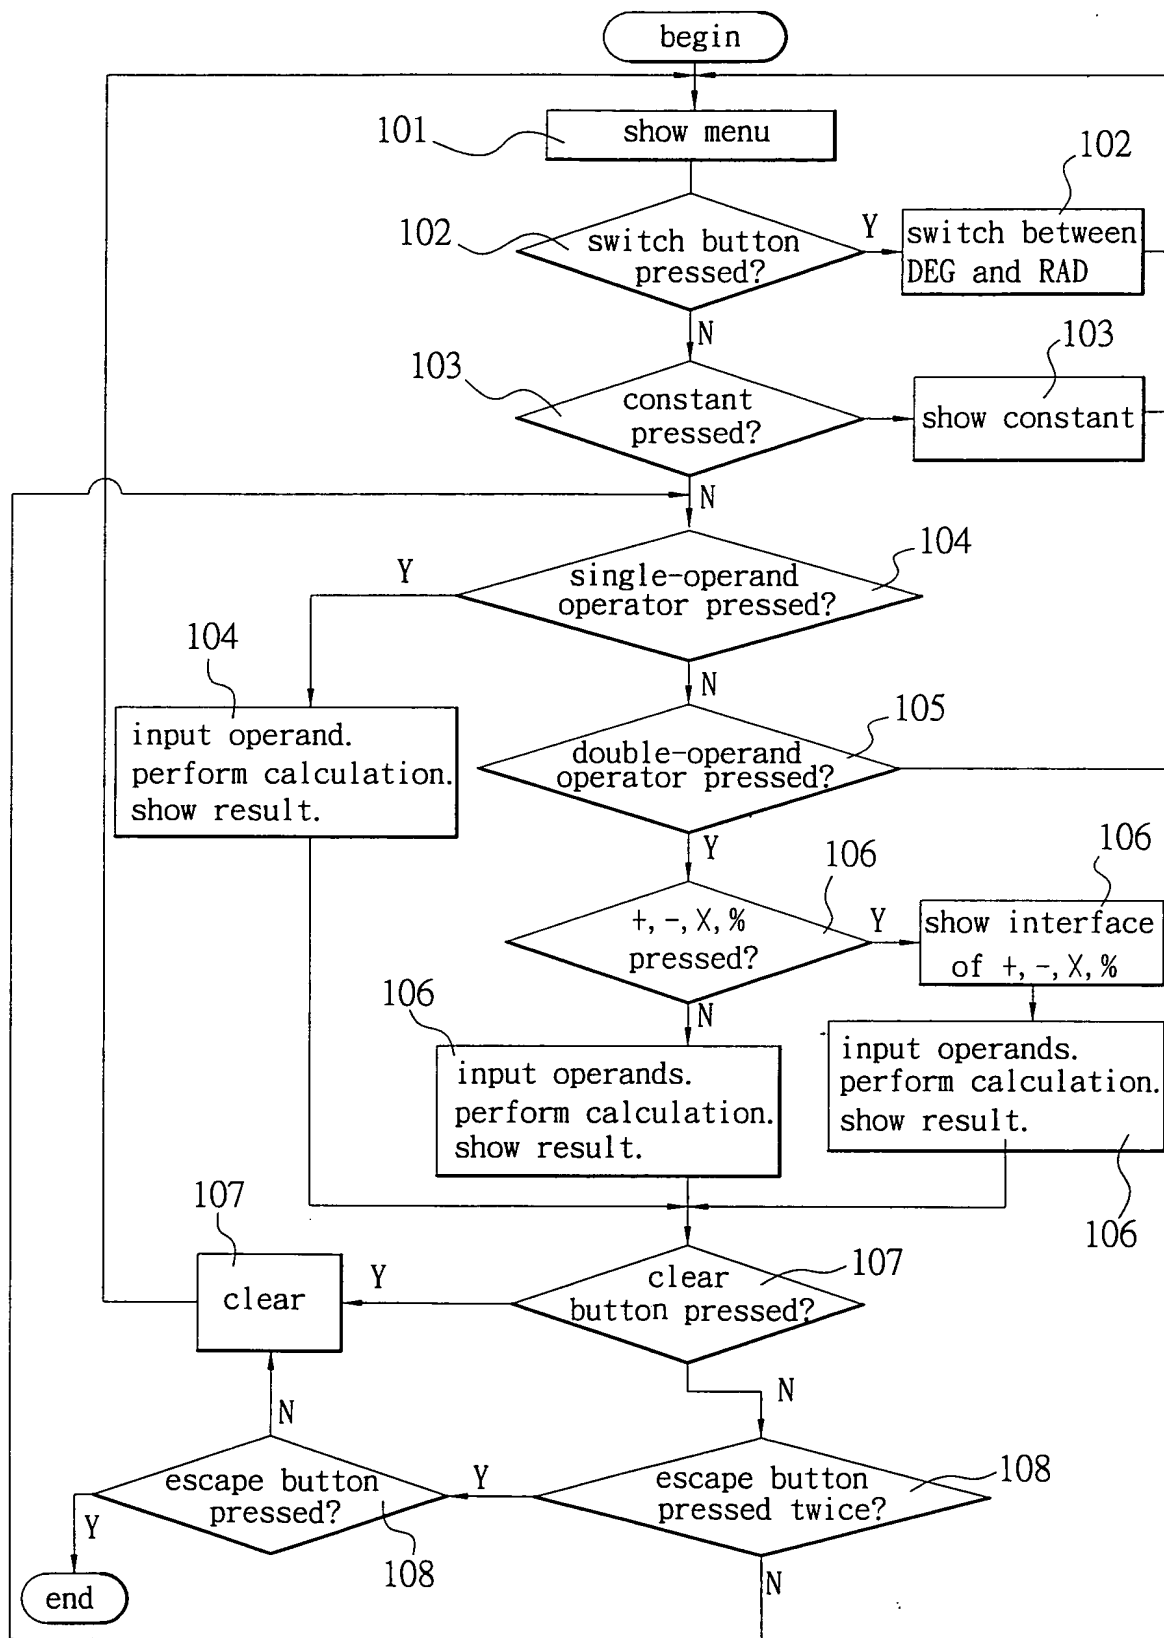 begin
101
show menu
102
102
switch button
pressed?
Y
switch between
DEG and RAD
N
103
103
constant
pressed?
show constant
N
104
Y
single-operand
operator pressed?
104
N
105
input operand.
perform calculation.
show result.
double-operand
operator pressed?
Y
106
106
+, -, X, %
pressed?
Y
show interface
of +, -, X, %
106
N
input operands.
perform calculation.
show result.
input operands.
perform calculation.
show result.
107
106
clear
Y
clear
button pressed?
107
N
N
escape button
pressed?
Y
escape button
pressed twice?
108
Y
108
N
end